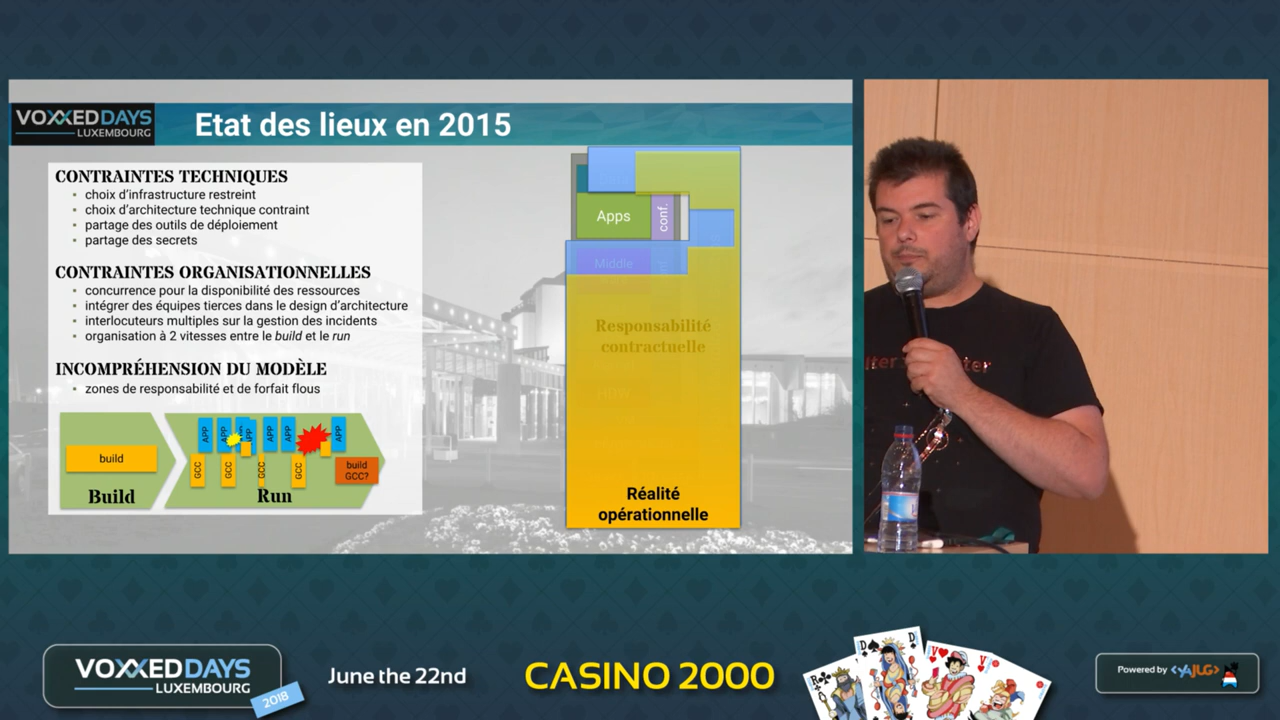 VOXXEDDAYS
LUXEMBOURG
Etat des lieux en 2015
CONTRAINTES TECHNIQUES
▪ choix d'infrastructure restreint
▪ choix d'architecture technique contraint
▪ partage des outils de déploiement
▪ partage des secrets
CONTRAINTES ORGANISATIONNELLES
▪ concurrence pour la disponibilité des ressources
▪ intégrer des équipes tierces dans le design d'architecture
▪ interlocuteurs multiples sur la gestion des incidents
▪ organisation à 2 vitesses entre le build et le run
INCOMPRÉHENSION DU MODÈLE
▪ zones de responsabilité et de forfait flous
build
Build
APP
APP
APP
APP
APP
APP
APP
GCC
GCC
GCC
GCC
build
GCC?
Run
Apps
conf.
Middle
Responsabilité
contractuelle
Réalité
opérationnelle
VOXXEDDAYS
LUXEMBOURG
2018
June the 22nd
CASINO 2000
R
D
D
V
V
Powered by <YAJUG>